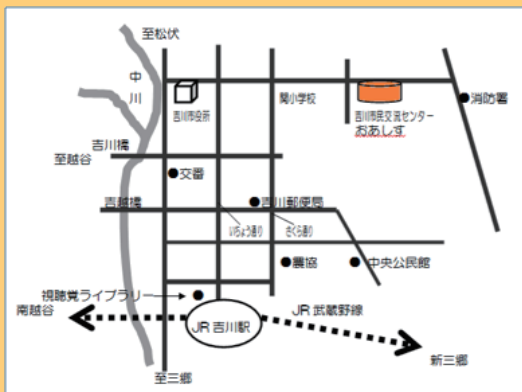 至松伏
中
川
吉川市役所
関小学校
吉川市民交流センター
おあしす
●消防署
吉川橋
至越谷
●交番
吉越橋
●吉川郵便局
いちょう通り
さくら通り
●農協
中央公民館
視聴覚ライブラリー
南越谷
JR 吉川駅
JR 武蔵野線
新三郷
至三郷